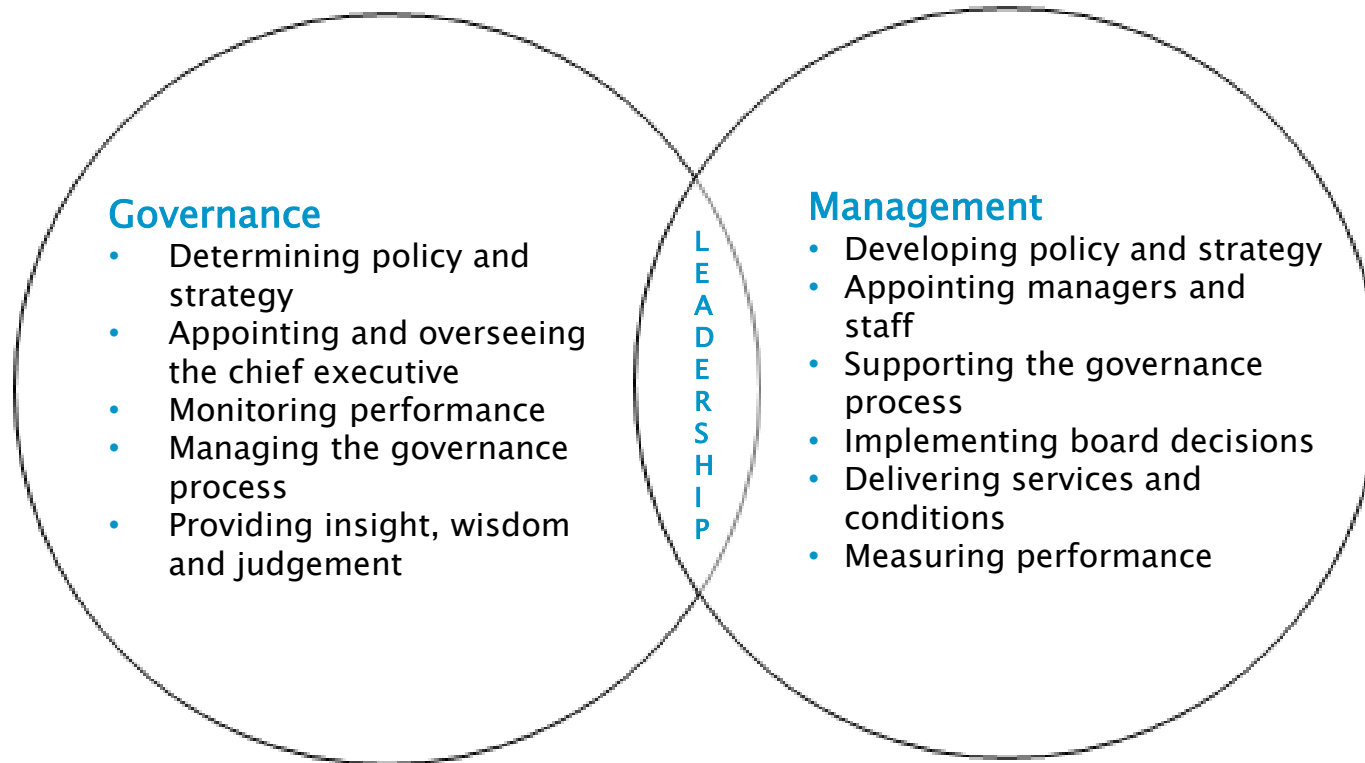 Governance
• Determining policy and
strategy
• Appointing and overseeing
the chief executive
• Monitoring performance
• Managing the governance
process
• Providing insight, wisdom
and judgement
L
E
A
D
E
R
S
H
I
P
Management
• Developing policy and strategy
• Appointing managers and
staff
• Supporting the governance
process
• Implementing board decisions
• Delivering services and
conditions
• Measuring performance